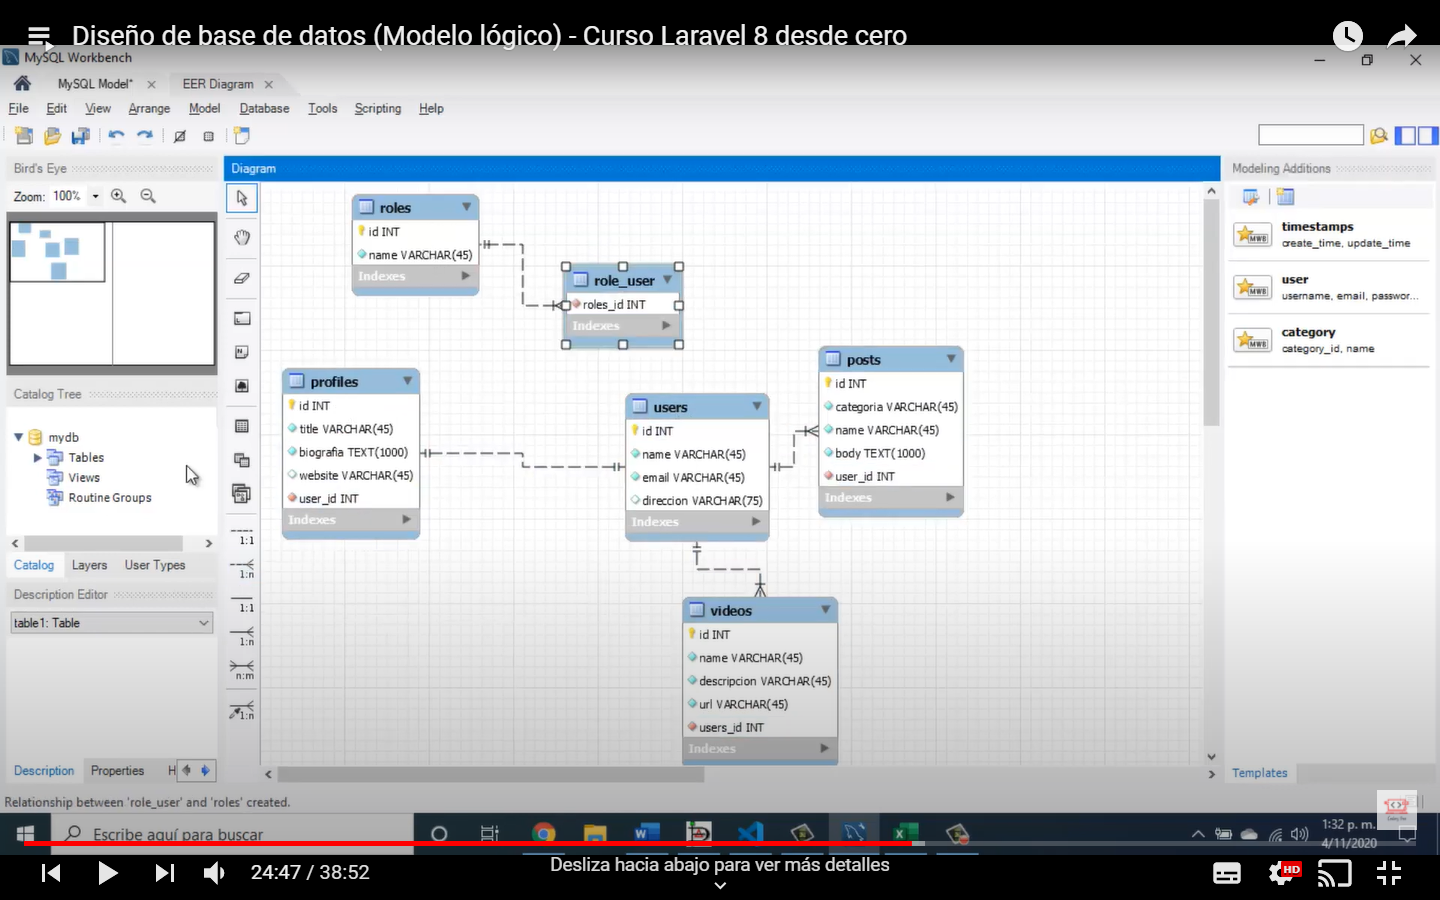 Diseño de base de datos (Modelo lógico) - Curso Laravel 8 desde cero
MySQL Workbench
MySQL Model*
EER Diagram
File Edit View Arrange Model Database Tools Scripting Help
Bird's Eye
Zoom: 100%
Diagram
Modeling Additions
timestamps
create_time, update_time
user
username, email, passwor...
category
category_id, name
Templates
roles
id INT
name VARCHAR(45)
Indexes
role_user
roles_id INT
Indexes
profiles
id INT
title VARCHAR(45)
biografia TEXT(1000)
website VARCHAR(45)
user_id INT
Indexes
users
id INT
name VARCHAR(45)
email VARCHAR(45)
direccion VARCHAR(75)
Indexes
posts
id INT
categoria VARCHAR(45)
name VARCHAR(45)
body TEXT(1000)
user_id INT
Indexes
videos
id INT
name VARCHAR(45)
descripcion VARCHAR(45)
url VARCHAR(45)
users_id INT
Indexes
1:1
1:n
1:1
1:n
n:m
1:n
Catalog Tree
mydb
Tables
Views
Routine Groups
Catalog Layers User Types
Description Editor
table1: Table
Description Properties H
Relationship between 'role_user' and 'roles' created.
Escribe aquí para buscar
1:32 p. m.
4/11/2020
24:47 / 38:52
Desliza hacia abajo para ver más detalles
HD